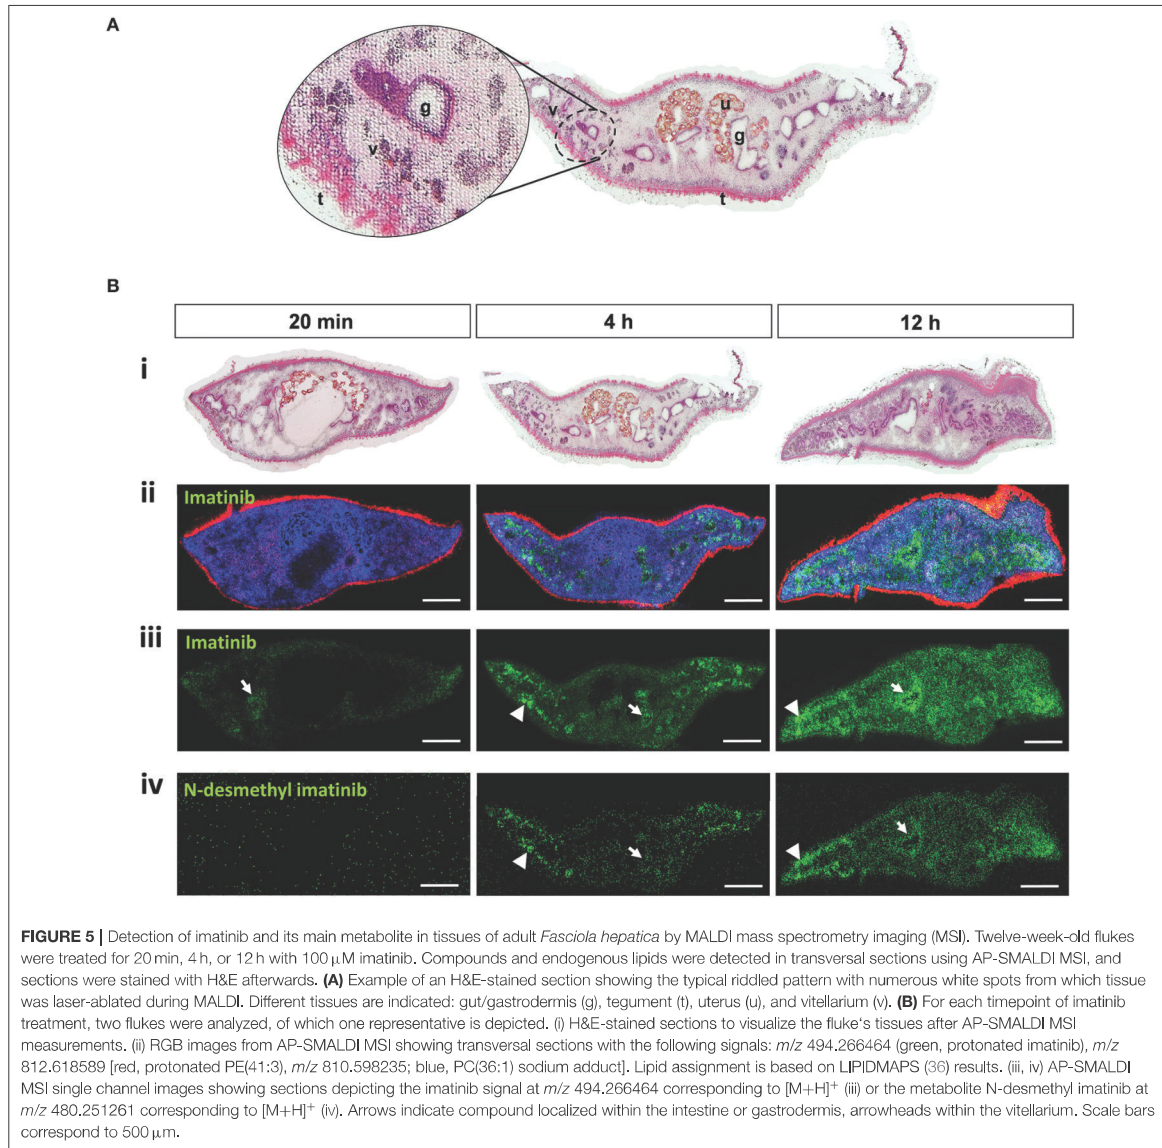 A
g
v
t
v
u
g
t
B
20 min
4 h
12 h
i
ii
Imatinib
iii
Imatinib
iv
N-desmethyl imatinib
FIGURE 5 | Detection of imatinib and its main metabolite in tissues of adult Fasciola hepatica by MALDI mass spectrometry imaging (MSI). Twelve-week-old flukes
were treated for 20 min, 4 h, or 12 h with 100 μM imatinib. Compounds and endogenous lipids were detected in transversal sections using AP-SMALDI MSI, and
sections were stained with H&E afterwards. (A) Example of an H&E-stained section showing the typical riddled pattern with numerous white spots from which tissue
was laser-ablated during MALDI. Different tissues are indicated: gut/gastrodermis (g), tegument (t), uterus (u), and vitellarium (v). (B) For each timepoint of imatinib
treatment, two flukes were analyzed, of which one representative is depicted. (i) H&E-stained sections to visualize the fluke‘s tissues after AP-SMALDI MSI
measurements. (ii) RGB images from AP-SMALDI MSI showing transversal sections with the following signals: m/z 494.266464 (green, protonated imatinib), m/z
812.618589 [red, protonated PE(41:3), m/z 810.598235; blue, PC(36:1) sodium adduct]. Lipid assignment is based on LIPIDMAPS (36) results. (iii, iv) AP-SMALDI
MSI single channel images showing sections depicting the imatinib signal at m/z 494.266464 corresponding to [M+H]⁺ (iii) or the metabolite N-desmethyl imatinib at
m/z 480.251261 corresponding to [M+H]⁺ (iv). Arrows indicate compound localized within the intestine or gastrodermis, arrowheads within the vitellarium. Scale bars
correspond to 500 μm.